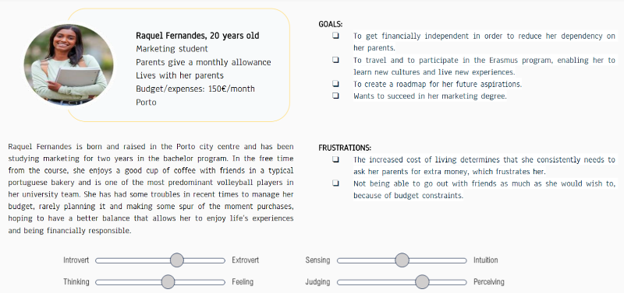 Raquel Fernandes, 20 years old
Marketing student
Parents give a monthly allowance
Lives with her parents
Budget/expenses: 150€/month
Porto
GOALS:
To get financially independent in order to reduce her dependency on
her parents.
To travel and to participate in the Erasmus program, enabling her to
learn new cultures and live new experiences.
To create a roadmap for her future aspirations.
Wants to succeed in her marketing degree.
Raquel Fernandes is born and raised in the Porto city centre and has been
studying marketing for two years in the bachelor program. In the free time
from the course, she enjoys a good cup of coffee with friends in a typical
portuguese bakery and is one of the most predominant volleyball players in
her university team. She has had some troubles in recent times to manage her
budget, rarely planning it and making some spur of the moment purchases,
hoping to have a better balance that allows her to enjoy life's experiences
and being financially responsible.
FRUSTRATIONS:
The increased cost of living determines that she consistently needs to
ask her parents for extra money, which frustrates her.
Not being able to go out with friends as much as she would wish to,
because of budget constraints.
Introvert Extrovert Sensing Intuition
Thinking Feeling Judging Perceiving